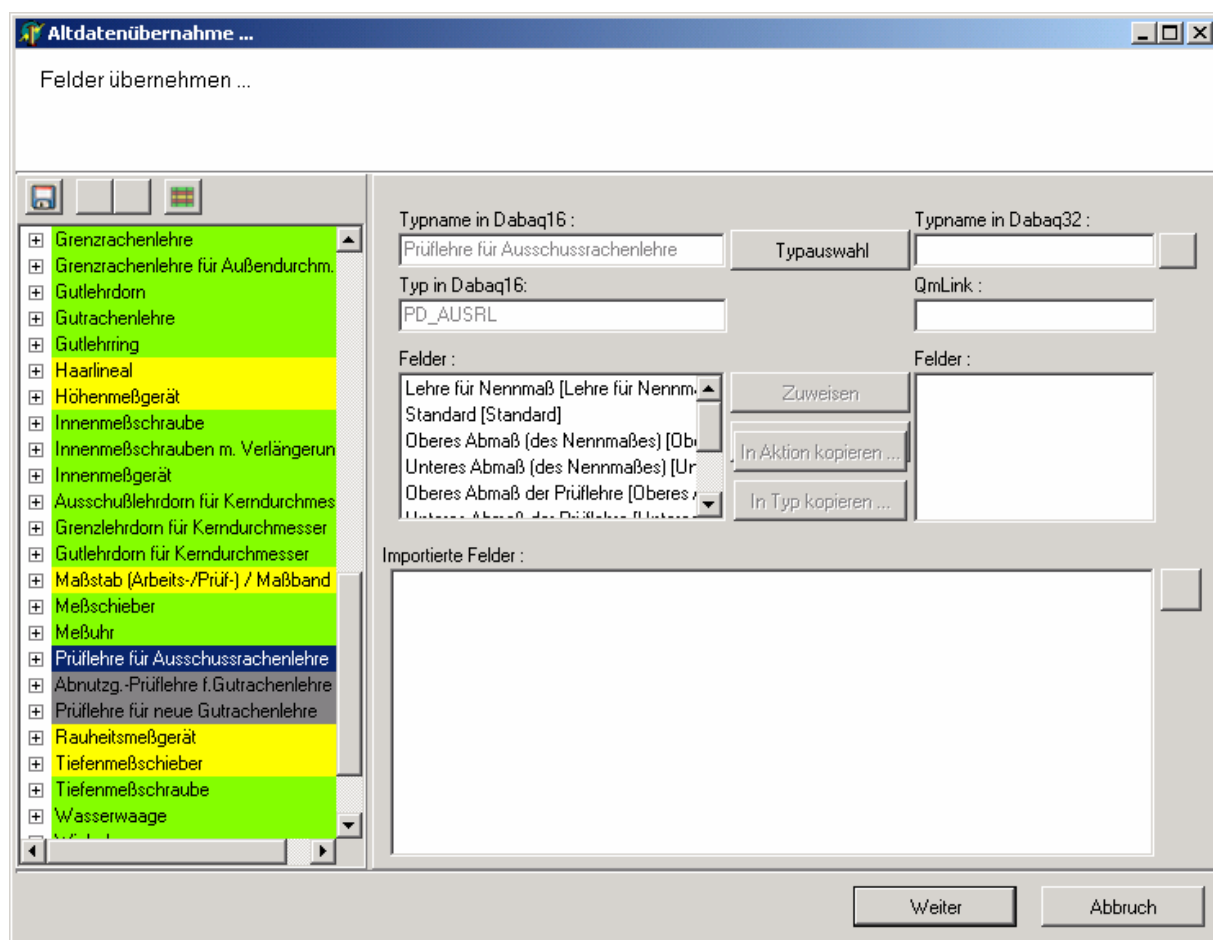 Altdatenübernahme ...
Felder übernehmen ...
Grenzrachenlehre
Grenzrachenlehre für Außendurchm.
Gutlehrdorn
Gutrachenlehre
Gutlehrring
Haarlineal
Höhenmeßgerät
Innenmeßschraube
Innenmeßschrauben m. Verlängerun
Innenmeßgerät
Ausschußlehrdorn für Kerndurchmes
Grenzlehrdorn für Kerndurchmesser
Gutlehrdorn für Kerndurchmesser
Maßstab (Arbeits-/Prüf-) / Maßband
Meßschieber
Meßuhr
Prüflehre für Ausschussrachenlehre
Abnutzg.-Prüflehre f.Gutrachenlehre
Prüflehre für neue Gutrachenlehre
Rauheitsmeßgerät
Tiefenmeßschieber
Tiefenmeßschraube
Wasserwaage
Typname in Dabaq16 :
Prüflehre für Ausschussrachenlehre
Typauswahl
Typname in Dabaq32 :
Typ in Dabaq16:
PD_AUSRL
QmLink :
Felder :
Lehre für Nennmaß [Lehre für Nennm
Standard [Standard]
Oberes Abmaß (des Nennmaßes) [Ob
Unteres Abmaß (des Nennmaßes) [Un
Oberes Abmaß der Prüflehre [Oberes
Zuweisen
In Aktion kopieren ...
In Typ kopieren ...
Felder :
Importierte Felder :
Weiter
Abbruch